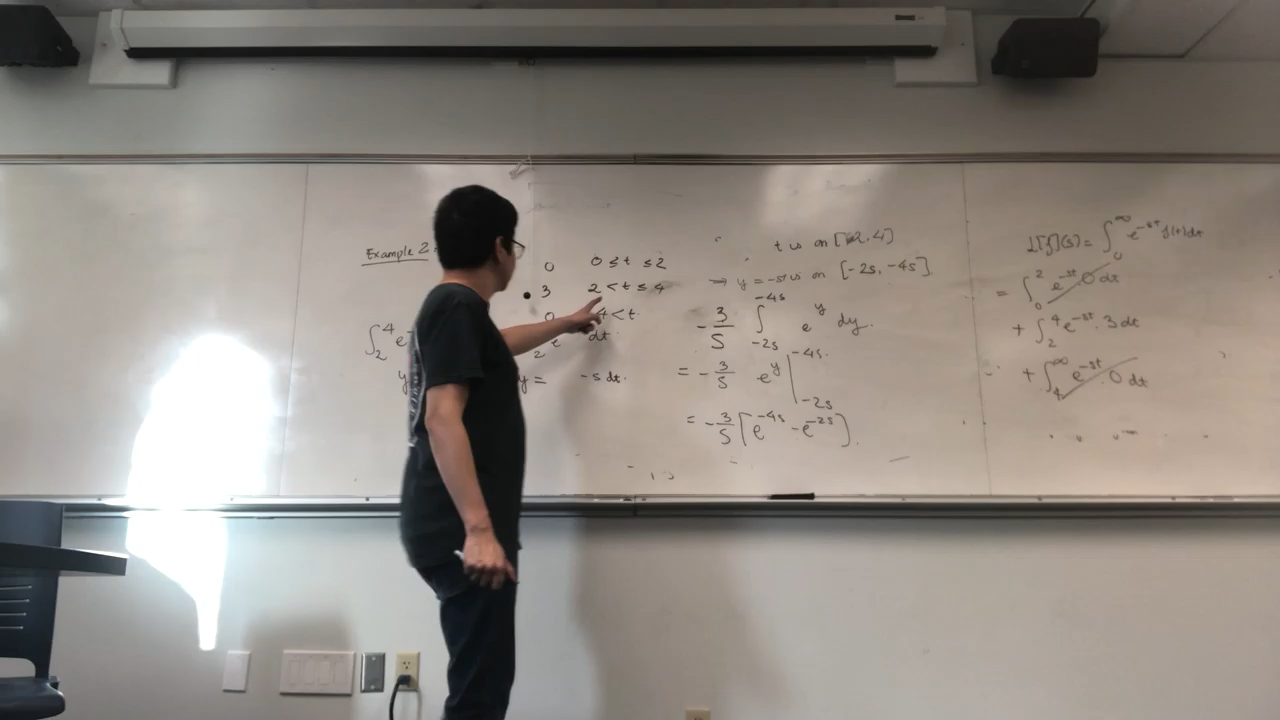 Example 2
0 0 ≤ t ≤ 2
3 2 < t ≤ 4
0 4 < t
∫_2^4 e
dt
y = -s dt.
t is on [2, 4]
⇒ y = -st is on [-2s, -4s]
-3/s ∫_{-2s}^{-4s} e^y dy.
= -3/s e^y |_{-2s}^{-4s}.
= -3/s [e^{-4s} - e^{-2s}].
L[f](s) = ∫_0^∞ e^{-st} f(t) dt
= ∫_0^2 e^{-st} 0 dt
+ ∫_2^4 e^{-st} . 3 dt
+ ∫_4^∞ e^{-st} . 0 dt